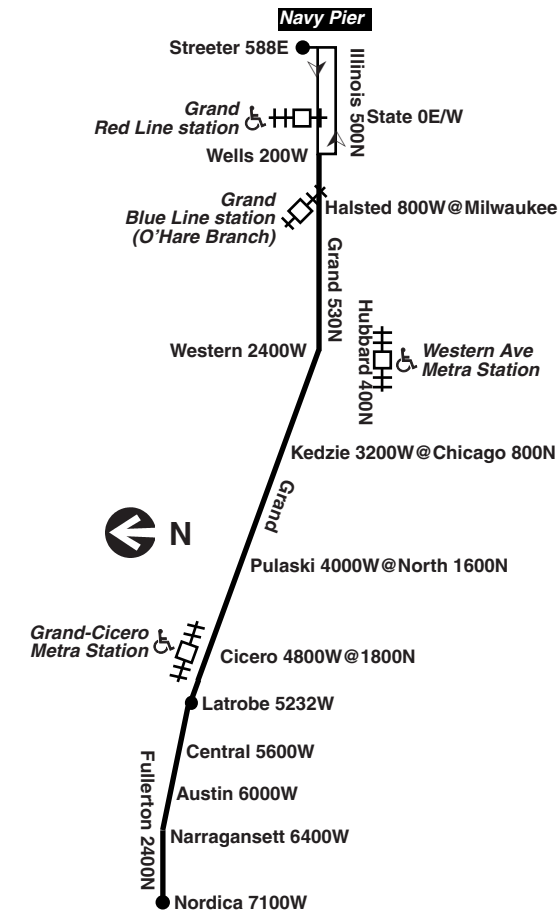 Navy Pier
Streeter 588E
Illinois 500N
Grand
Red Line station
State 0E/W
Wells 200W
Grand
Blue Line station
(O'Hare Branch)
Halsted 800W@Milwaukee
Grand 530N
Hubbard 400N
Western 2400W
Western Ave
Metra Station
Kedzie 3200W@Chicago 800N
Grand
N
Pulaski 4000W@North 1600N
Grand-Cicero
Metra Station
Cicero 4800W@1800N
Latrobe 5232W
Central 5600W
Fullerton 2400N
Austin 6000W
Narragansett 6400W
Nordica 7100W